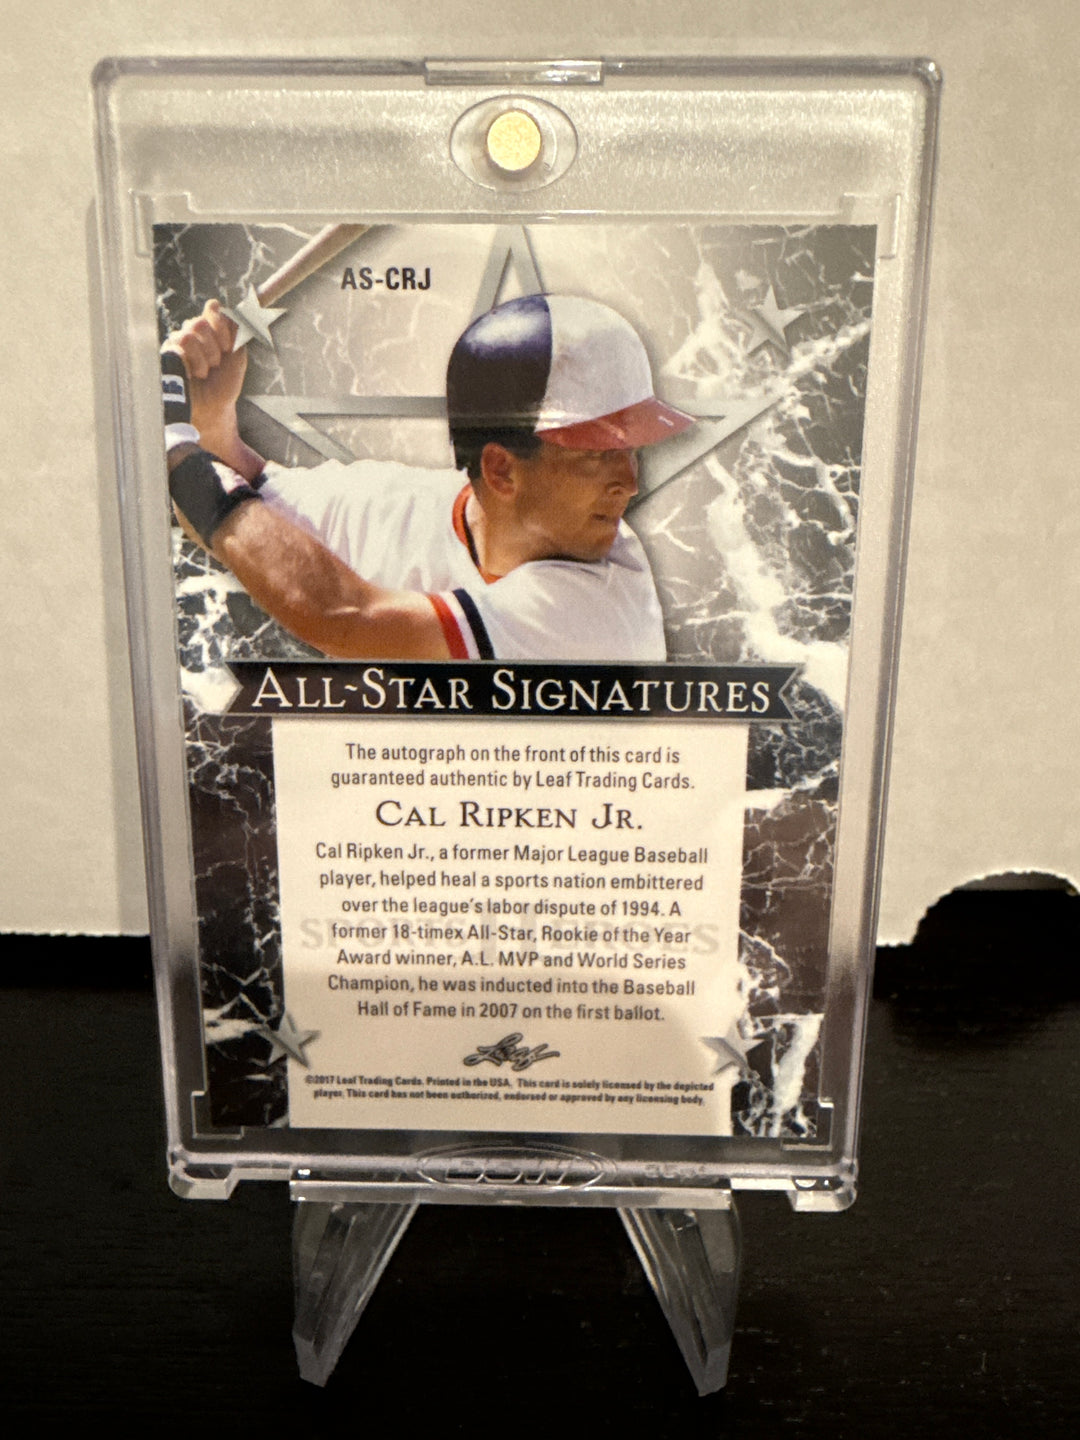 AS-CRJ
ALL-STAR SIGNATURES
The autograph on the front of this card is
guaranteed authentic by Leaf Trading Cards.
CAL RIPKEN JR.
Cal Ripken Jr., a former Major League Baseball
player, helped heal a sports nation embittered
over the league's labor dispute of 1994. A
former 18-timex All-Star, Rookie of the Year
Award winner, A.L. MVP and World Series
Champion, he was inducted into the Baseball
Hall of Fame in 2007 on the first ballot.
SPORTS HEROES
Leaf
©2017 Leaf Trading Cards. Printed in the USA. This card is solely licensed by the depicted
player. This card has not been authorized, endorsed or approved by any licensing body.
BCW